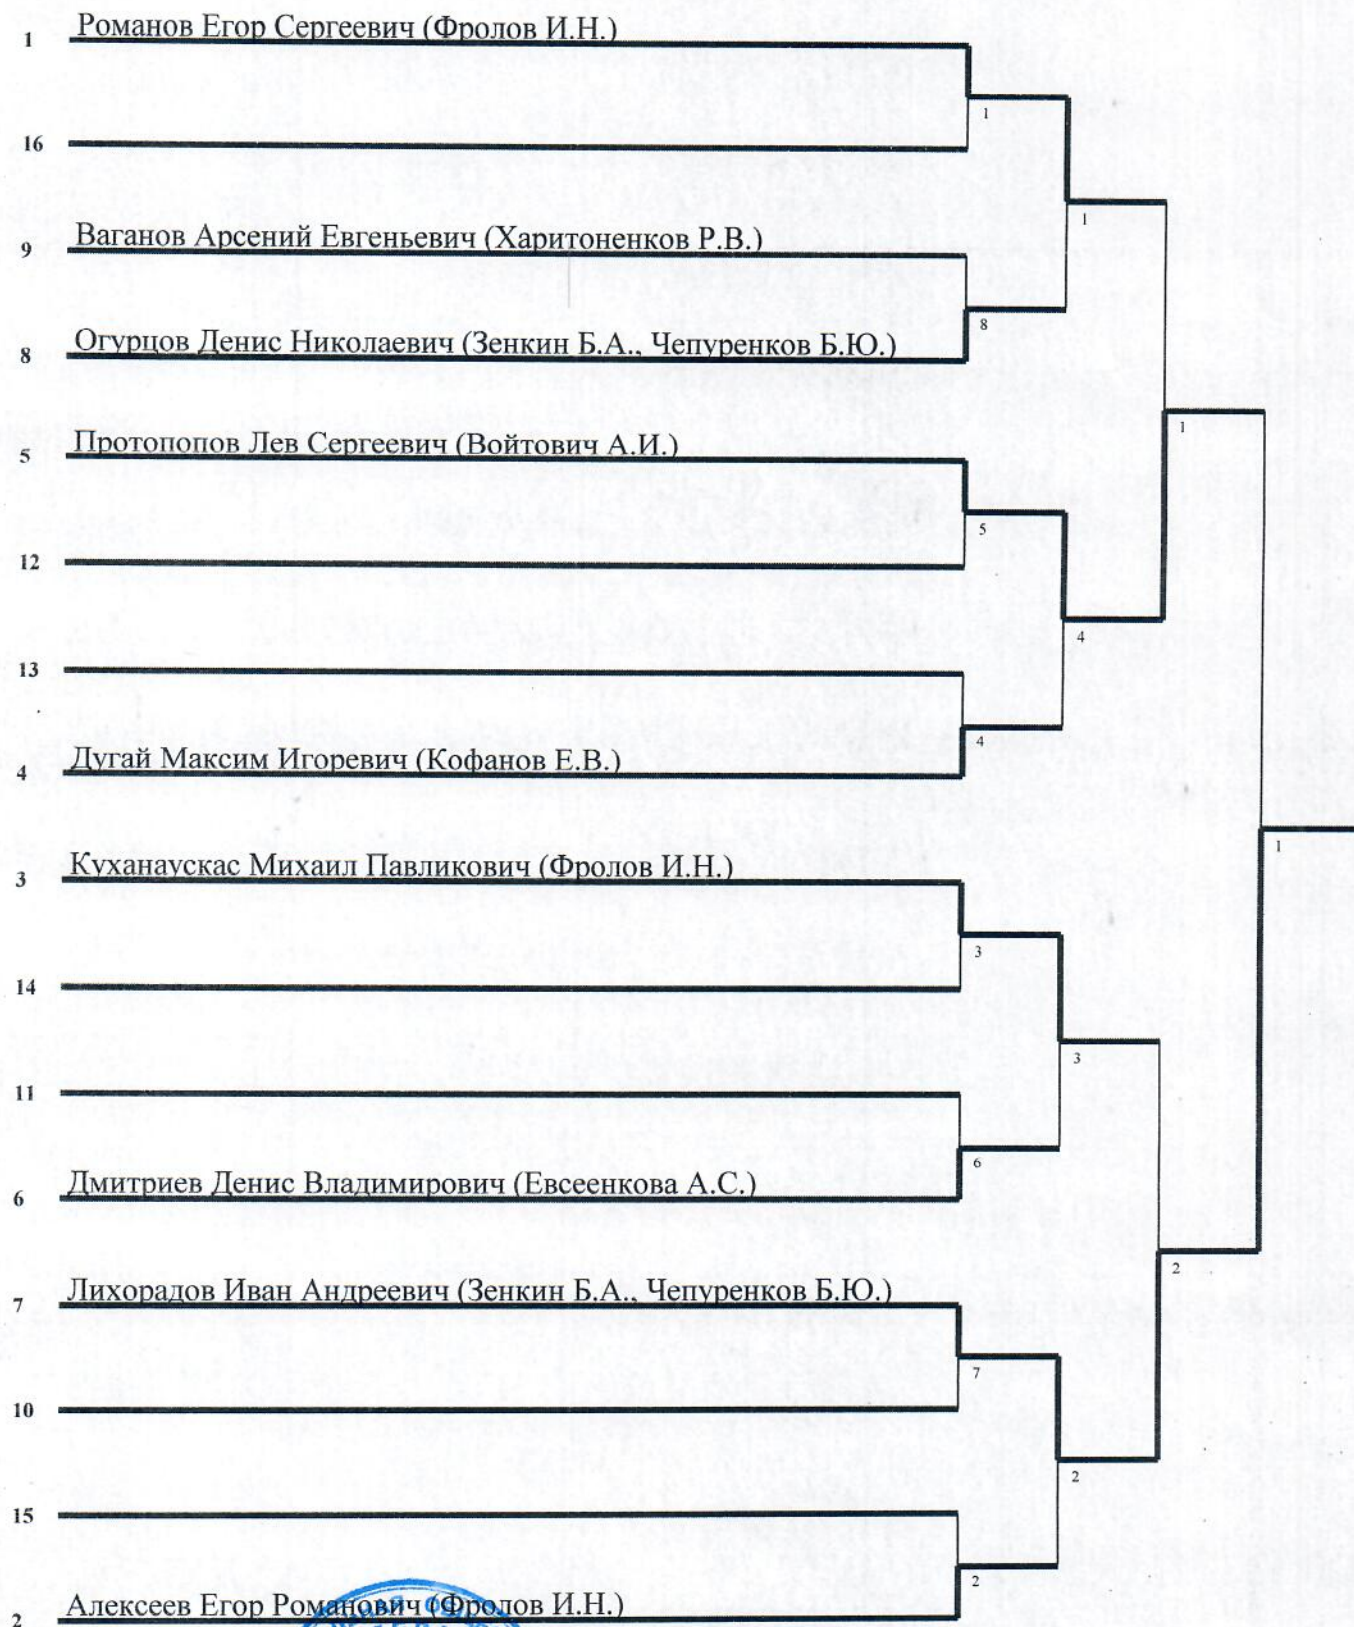 1 Романов Егор Сергеевич (Фролов И.Н.)
1
16
1
9 Ваганов Арсений Евгеньевич (Харитоненков Р.В.)
8
8 Огурцов Денис Николаевич (Зенкин Б.А., Чепуренков Б.Ю.)
1
5 Протопопов Лев Сергеевич (Войтович А.И.)
5
12
4
13
4
4 Дугай Максим Игоревич (Кофанов Е.В.)
1
3 Куханаускас Михаил Павликович (Фролов И.Н.)
3
14
3
11
6
6 Дмитриев Денис Владимирович (Евсеенкова А.С.)
2
7 Лихорадов Иван Андреевич (Зенкин Б.А., Чепуренков Б.Ю.)
7
10
2
15
2
2 Алексеев Егор Романович (Фролов И.Н.)